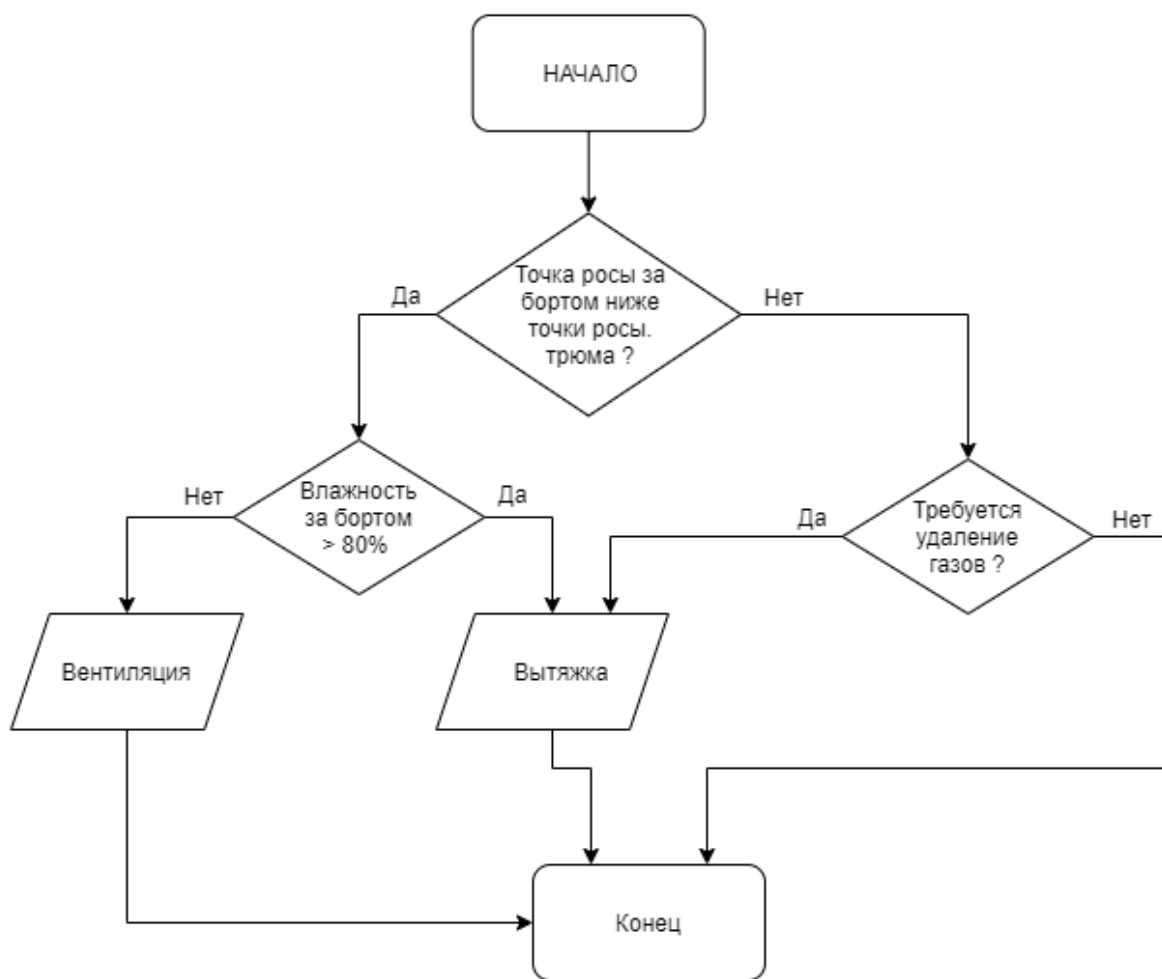 НАЧАЛО
Точка росы за
бортом ниже
точки росы.
трюма ?
Да
Нет
Влажность
за бортом
> 80%
Нет
Да
Требуется
удаление
газов ?
Да
Нет
Вентиляция
Вытяжка
Конец